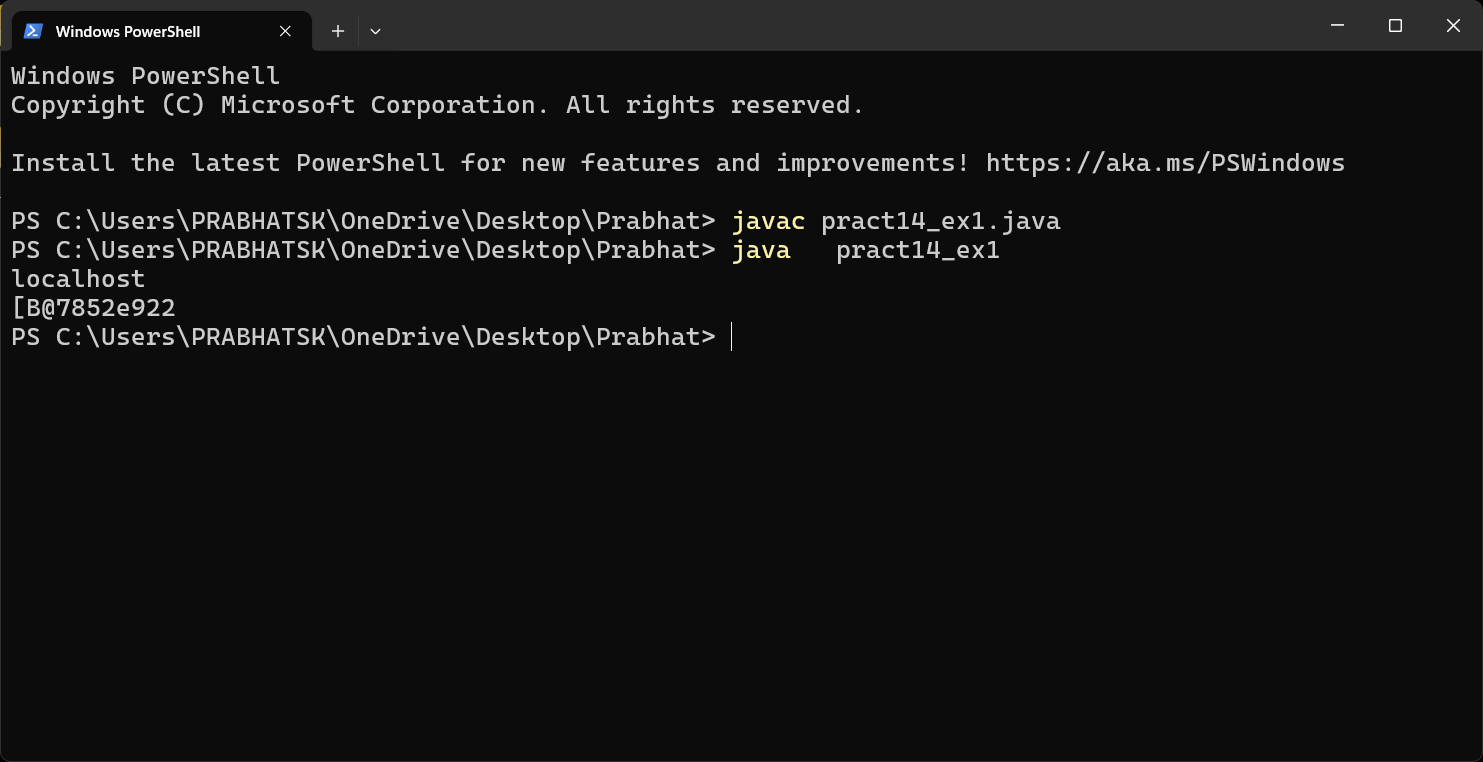 Windows PowerShell
Windows PowerShell
Copyright (C) Microsoft Corporation. All rights reserved.
Install the latest PowerShell for new features and improvements! https://aka.ms/PSWindows
PS C:\Users\PRABHATSK\OneDrive\Desktop\Prabhat> javac pract14_ex1.java
PS C:\Users\PRABHATSK\OneDrive\Desktop\Prabhat> java   pract14_ex1
localhost
[B@7852e922
PS C:\Users\PRABHATSK\OneDrive\Desktop\Prabhat>